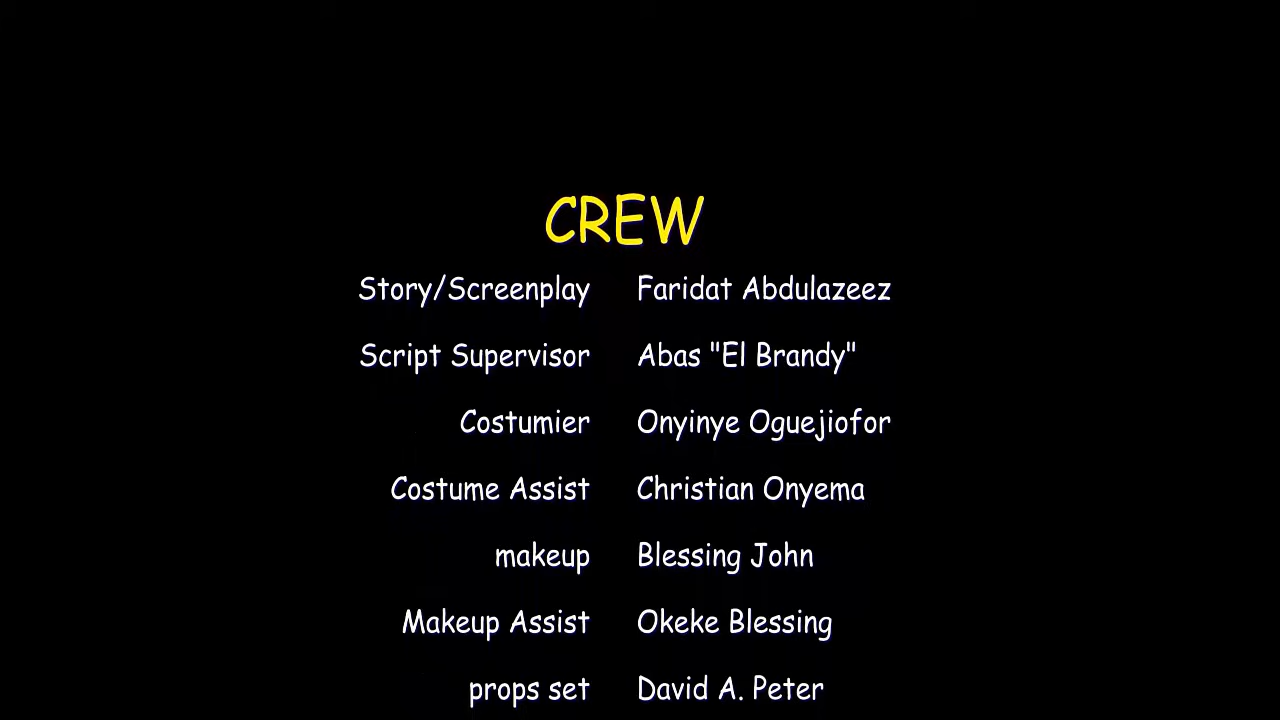 CREW
Story/Screenplay Faridat Abdulazeez
Script Supervisor Abas "El Brandy"
Costumier Onyinye Oguejiofor
Costume Assist Christian Onyema
makeup Blessing John
Makeup Assist Okeke Blessing
props set David A. Peter